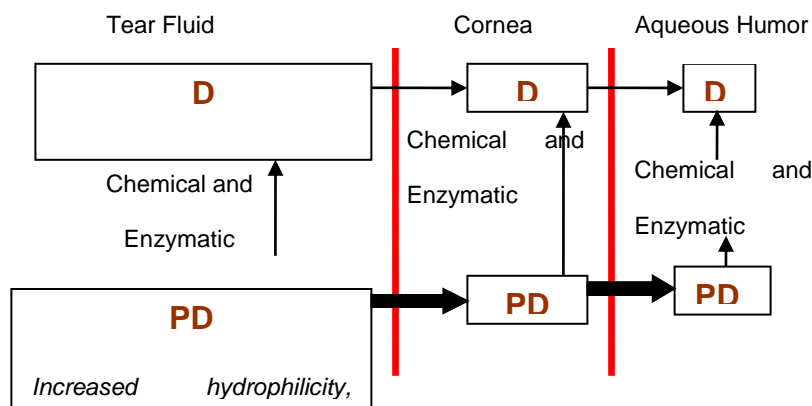 Tear Fluid Cornea Aqueous Humor
D D D
Chemical and
Enzymatic
Chemical and
Enzymatic
Chemical and
Enzymatic
PD PD PD
Increased hydrophilicity,